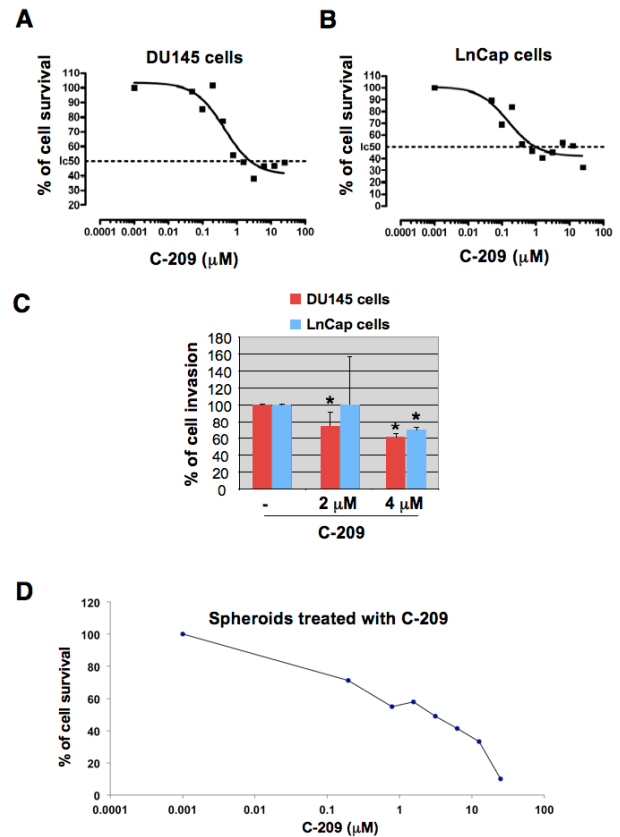 A
DU145 cells
% of cell survival
110
100
90
80
70
60
Ic50
40
30
20
0.0001 0.001 0.01 0.1 1 10 100
C-209 (μM)
B
LnCap cells
% of cell survival
110
100
90
80
70
60
Ic50
40
30
20
10
0
0.0001 0.001 0.01 0.1 1 10 100
C-209 (μM)
C
DU145 cells
LnCap cells
% of cell invasion
180
160
140
120
100
80
60
40
20
0
* * *
- 2 μM 4 μM
C-209
D
Spheroids treated with C-209
% of cell survival
120
100
80
60
40
20
0
0.0001 0.001 0.01 0.1 1 10 100
C-209 (μM)